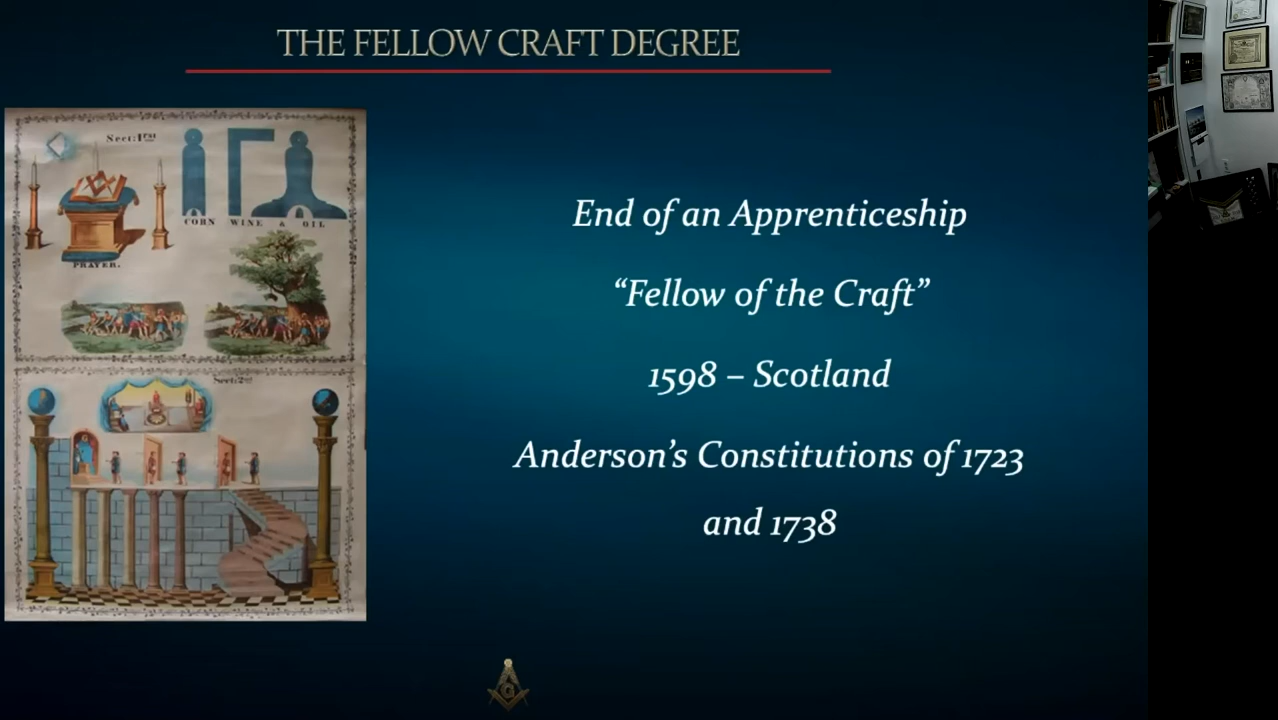 THE FELLOW CRAFT DEGREE
Sect: 1rst
CORN WINE & OIL
PRAYER.
Sect: 2nd
End of an Apprenticeship
“Fellow of the Craft”
1598 – Scotland
Anderson’s Constitutions of 1723
and 1738
G